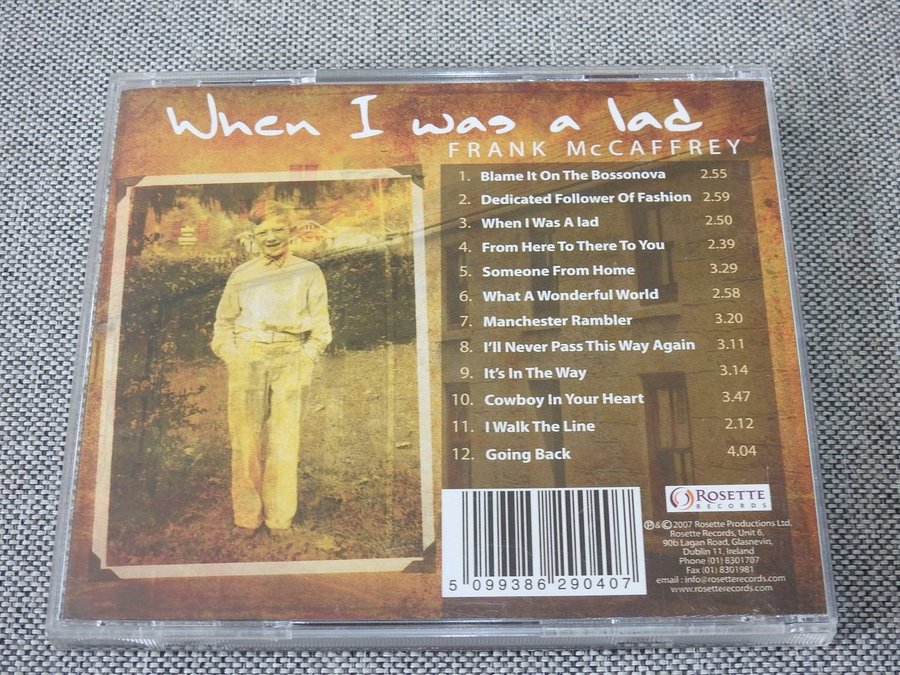 When I was a lad
FRANK McCAFFREY
1. Blame It On The Bossonova 2.55
2. Dedicated Follower Of Fashion 2.59
3. When I Was A lad 2.50
4. From Here To There To You 2.39
5. Someone From Home 3.29
6. What A Wonderful World 2.58
7. Manchester Rambler 3.20
8. I'll Never Pass This Way Again 3.11
9. It's In The Way 3.14
10. Cowboy In Your Heart 3.47
11. I Walk The Line 2.12
12. Going Back 4.04
ROSETTE
RECORDS
℗&© 2007 Rosette Productions Ltd.
Rosette Records, Unit 6,
90b Lagan Road, Glasnevin,
Dublin 11, Ireland
Phone (01) 8301707
Fax (01) 8301981
email : info@rosetterecords.com
www.rosetterecords.com
5 099386 290407